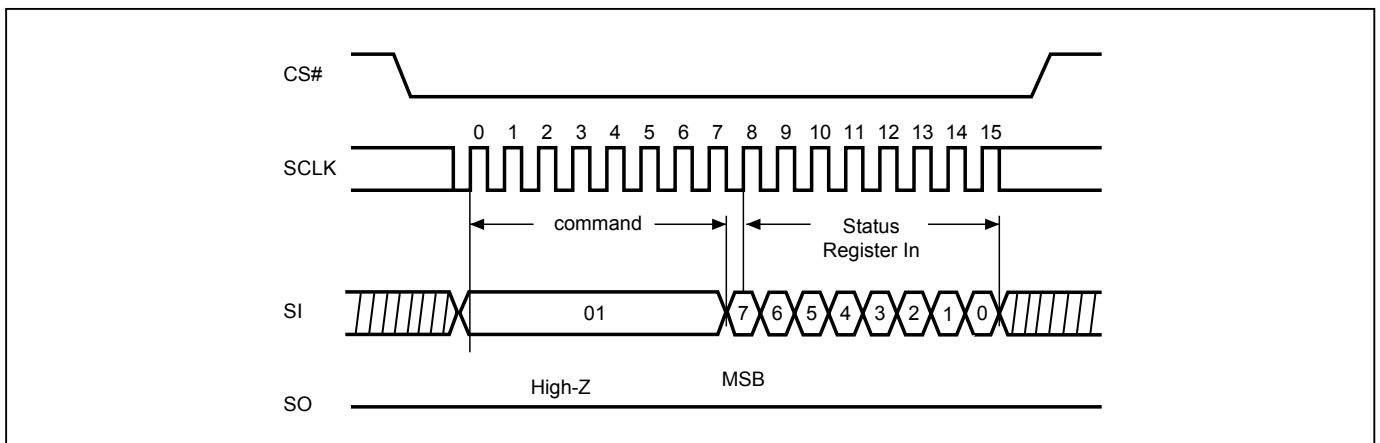 CS#
0 1 2 3 4 5 6 7 8 9 10 11 12 13 14 15
SCLK
command
Status
Register In
SI
01
7 6 5 4 3 2 1 0
High-Z
MSB
SO